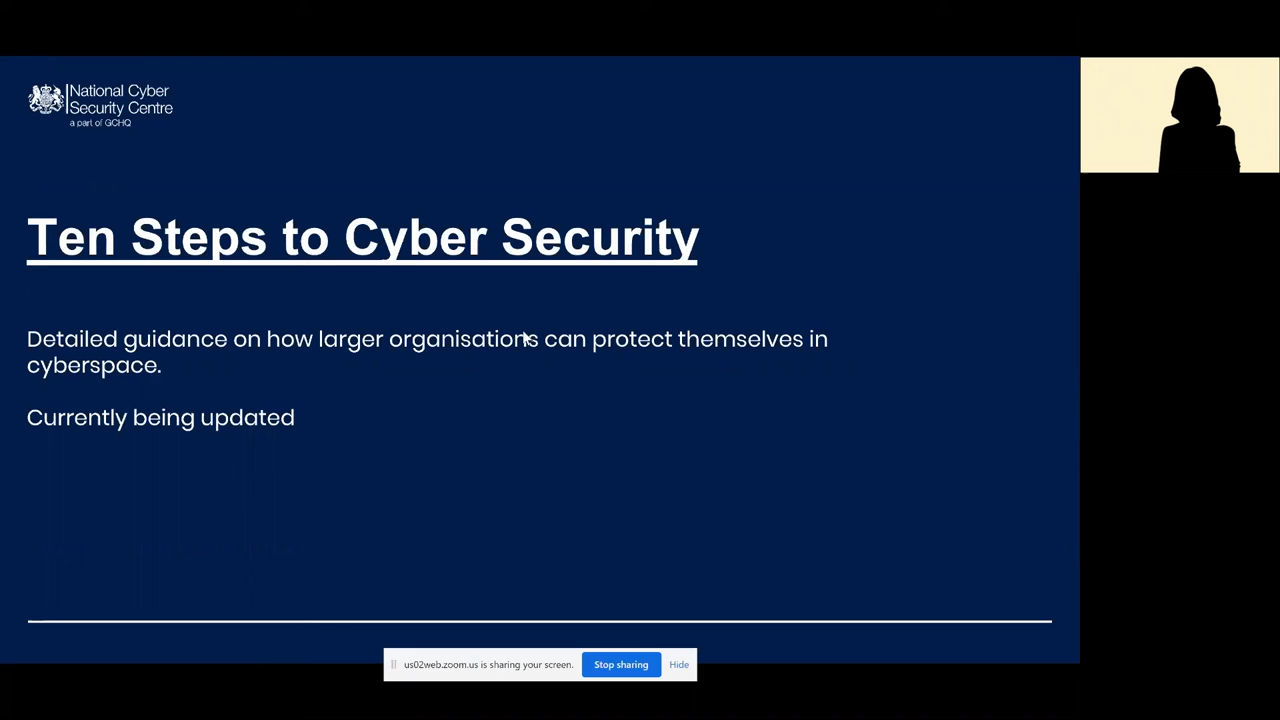 National Cyber
Security Centre
a part of GCHQ
Ten Steps to Cyber Security
Detailed guidance on how larger organisations can protect themselves in
cyberspace.
Currently being updated
us02web.zoom.us is sharing your screen. Stop sharing Hide